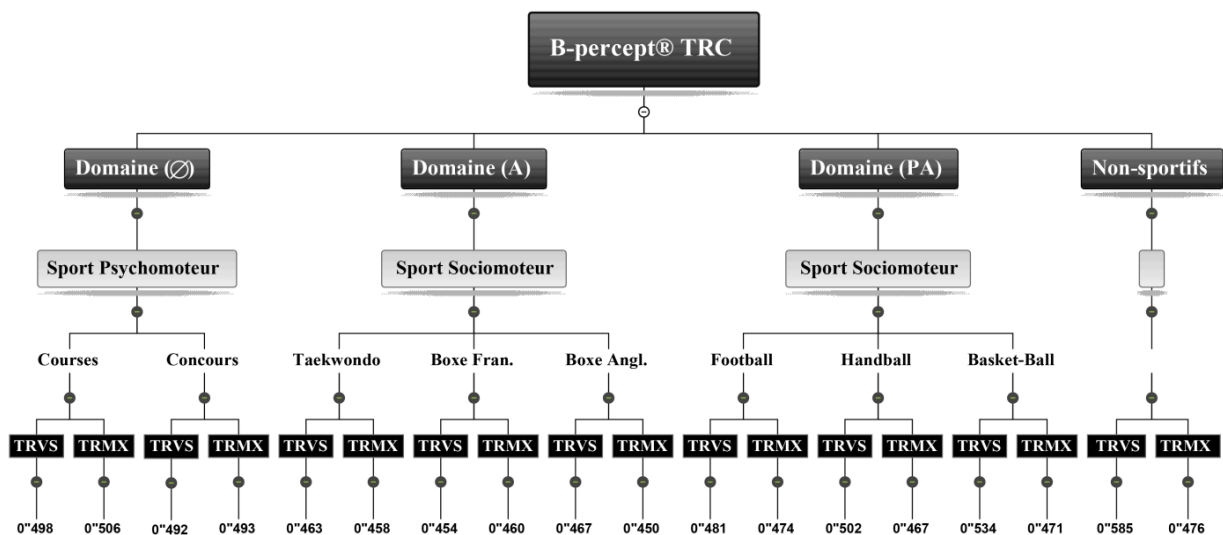 B-percept® TRC
Domaine (∅) Domaine (A) Domaine (PA) Non-sportifs
Sport Psychomoteur Sport Sociomoteur Sport Sociomoteur
Courses Concours Taekwondo Boxe Fran. Boxe Angl. Football Handball Basket-Ball
TRVS TRMX TRVS TRMX TRVS TRMX TRVS TRMX TRVS TRMX TRVS TRMX TRVS TRMX TRVS TRMX TRVS TRMX
0"498 0"506 0"492 0"493 0"463 0"458 0"454 0"460 0"467 0"450 0"481 0"474 0"502 0"467 0"534 0"471 0"585 0"476